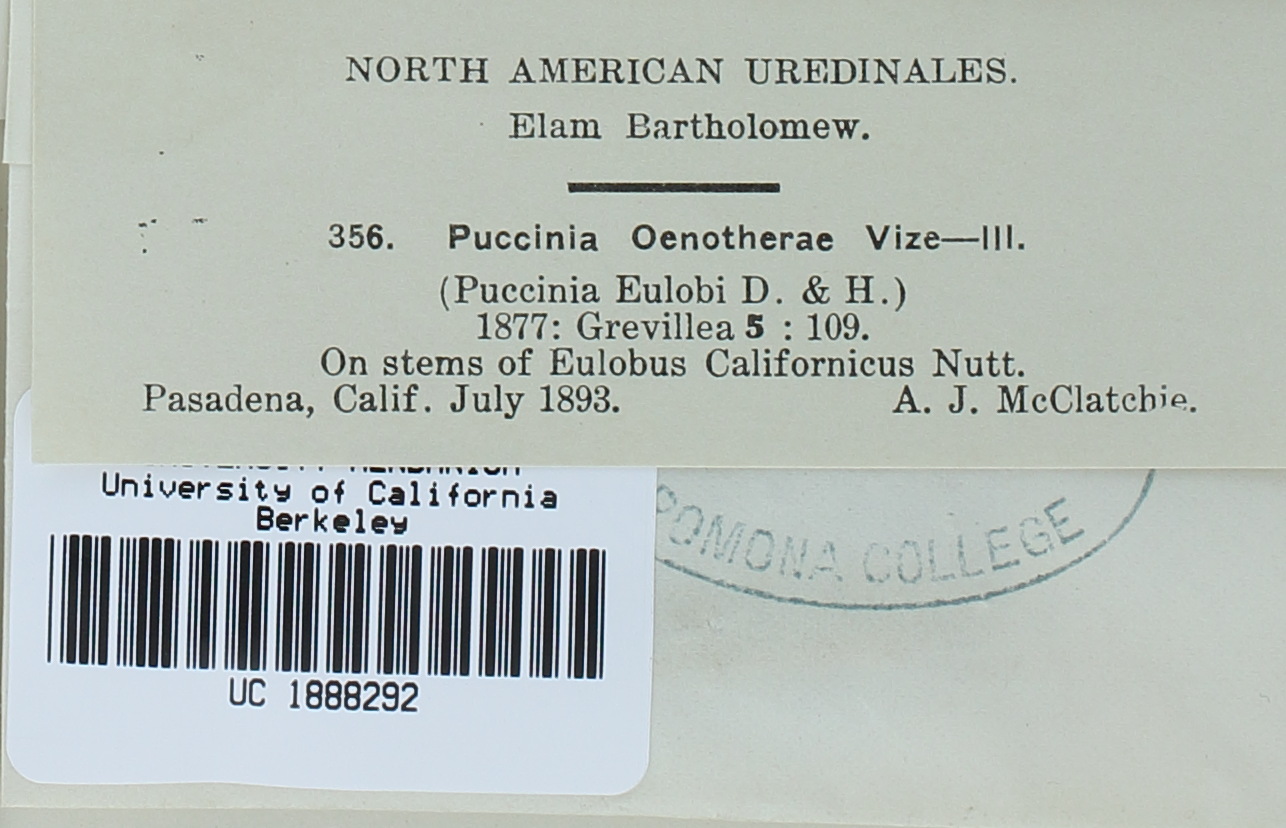 NORTH AMERICAN UREDINALES.
Elam Bartholomew.
356. Puccinia Oenotherae Vize—III.
(Puccinia Eulobi D. & H.)
1877: Grevillea 5 : 109.
On stems of Eulobus Californicus Nutt.
Pasadena, Calif. July 1893. A. J. McClatchie.
University of California
Berkeley
UC 1888292
POMONA COLLEGE